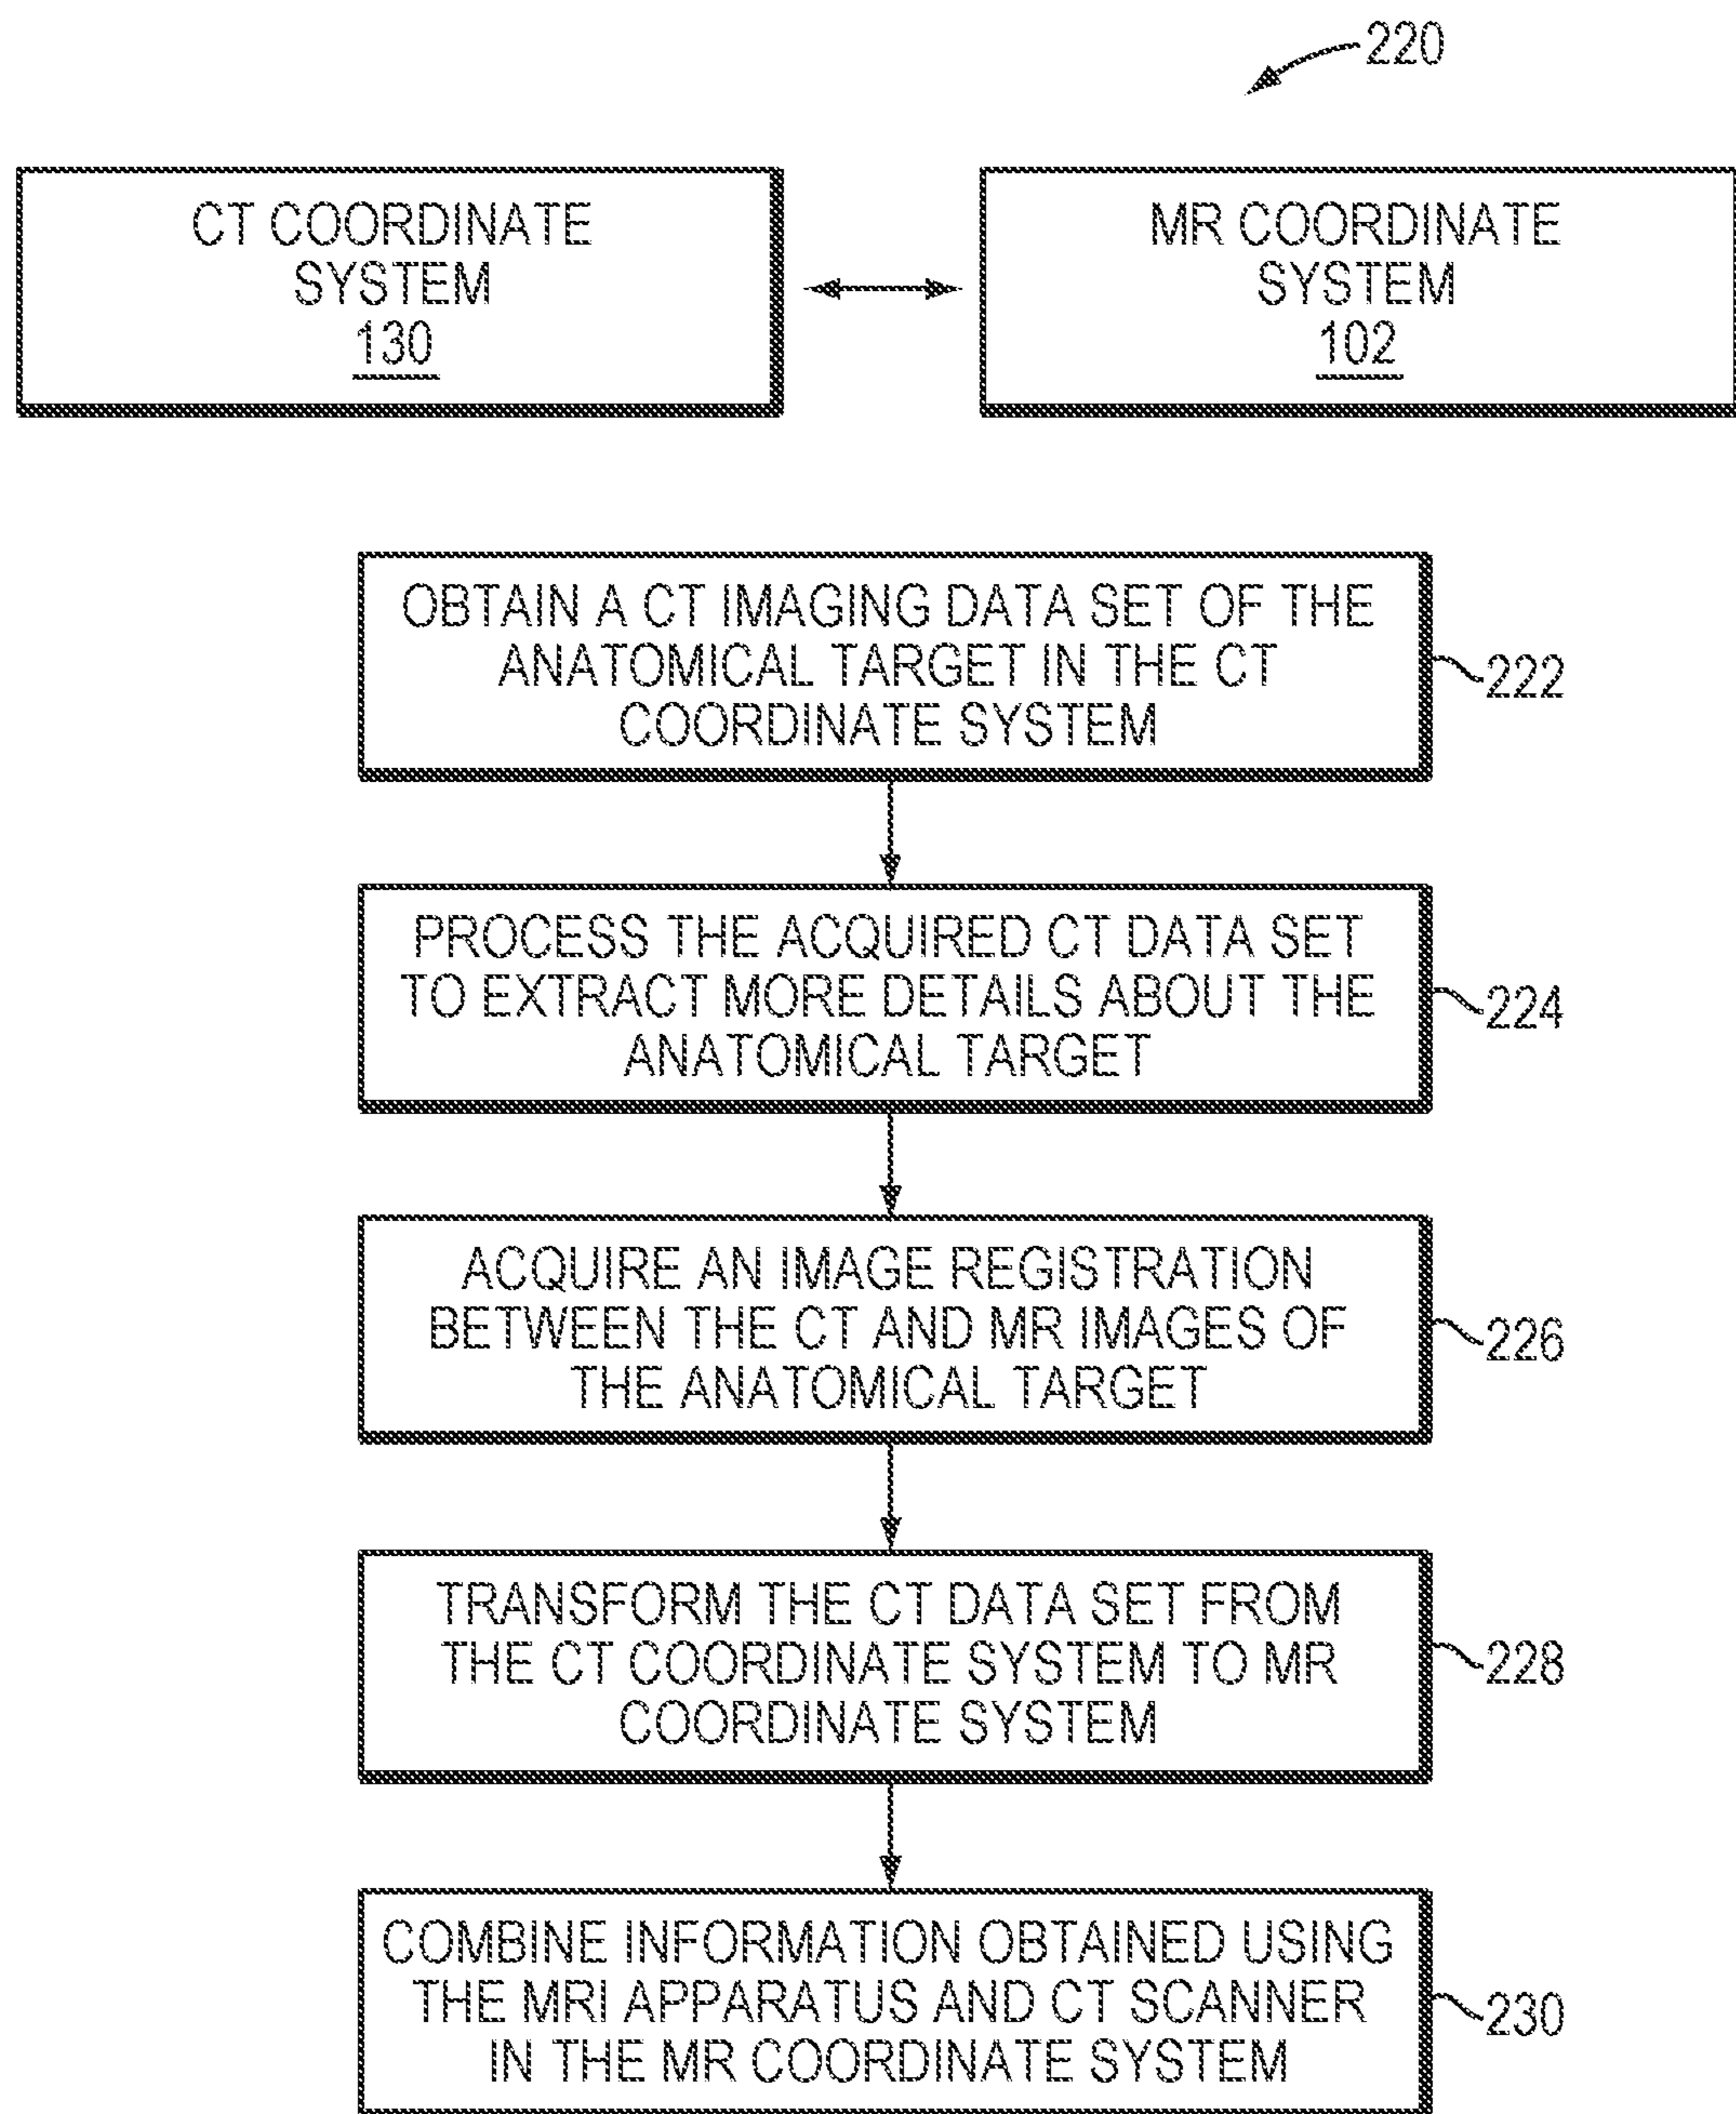 220
CT COORDINATE
SYSTEM
130
MR COORDINATE
SYSTEM
102
OBTAIN A CT IMAGING DATA SET OF THE
ANATOMICAL TARGET IN THE CT
COORDINATE SYSTEM
222
PROCESS THE ACQUIRED CT DATA SET
TO EXTRACT MORE DETAILS ABOUT THE
ANATOMICAL TARGET
224
ACQUIRE AN IMAGE REGISTRATION
BETWEEN THE CT AND MR IMAGES OF
THE ANATOMICAL TARGET
226
TRANSFORM THE CT DATA SET FROM
THE CT COORDINATE SYSTEM TO MR
COORDINATE SYSTEM
228
COMBINE INFORMATION OBTAINED USING
THE MRI APPARATUS AND CT SCANNER
IN THE MR COORDINATE SYSTEM
230